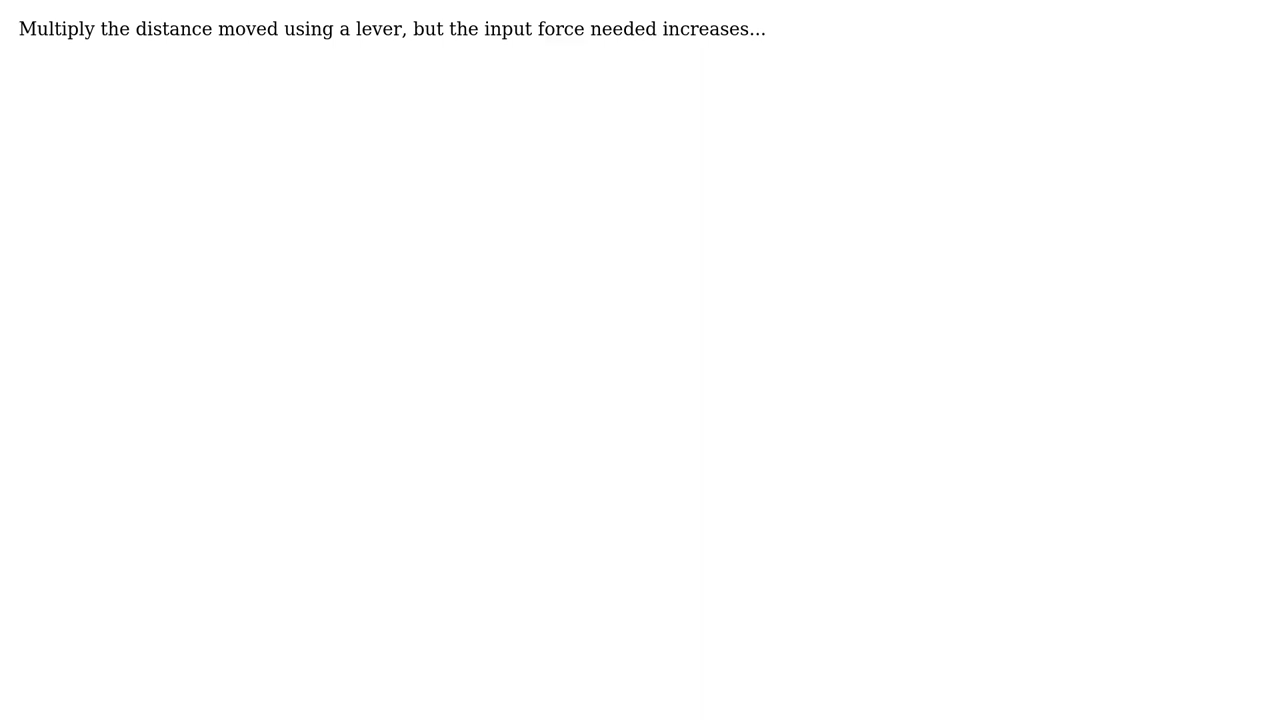 Multiply the distance moved using a lever, but the input force needed increases...